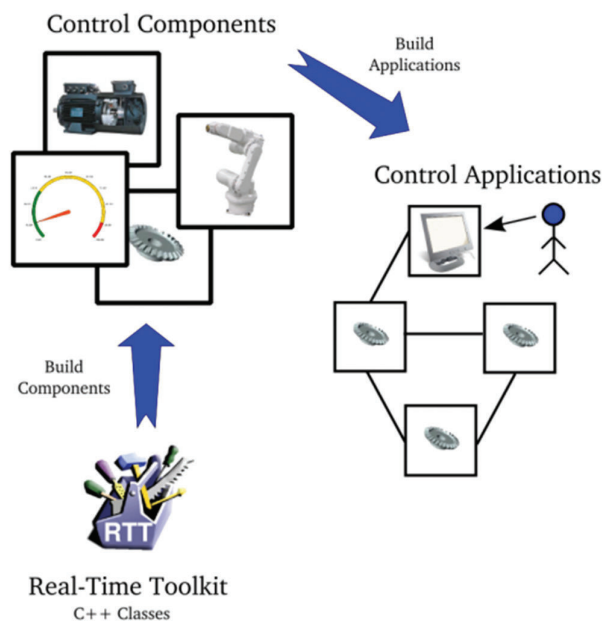 Control Components
Build
Applications
Control Applications
Build
Components
RTT
Real-Time Toolkit
C++ Classes